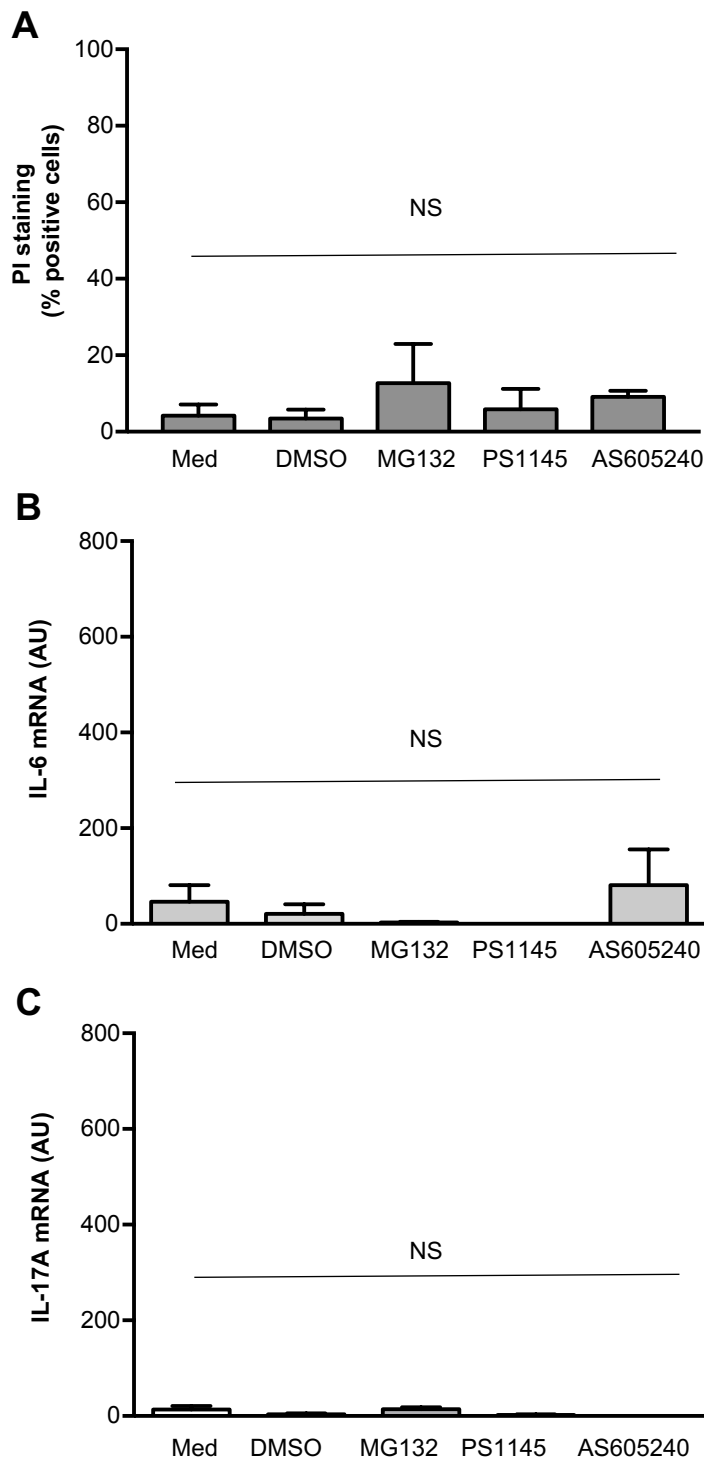 A
PI staining
(% positive cells)
100
80
60
40
20
0
NS
Med DMSO MG132 PS1145 AS605240
B
IL-6 mRNA (AU)
800
600
400
200
0
NS
Med DMSO MG132 PS1145 AS605240
C
IL-17A mRNA (AU)
800
600
400
200
0
NS
Med DMSO MG132 PS1145 AS605240